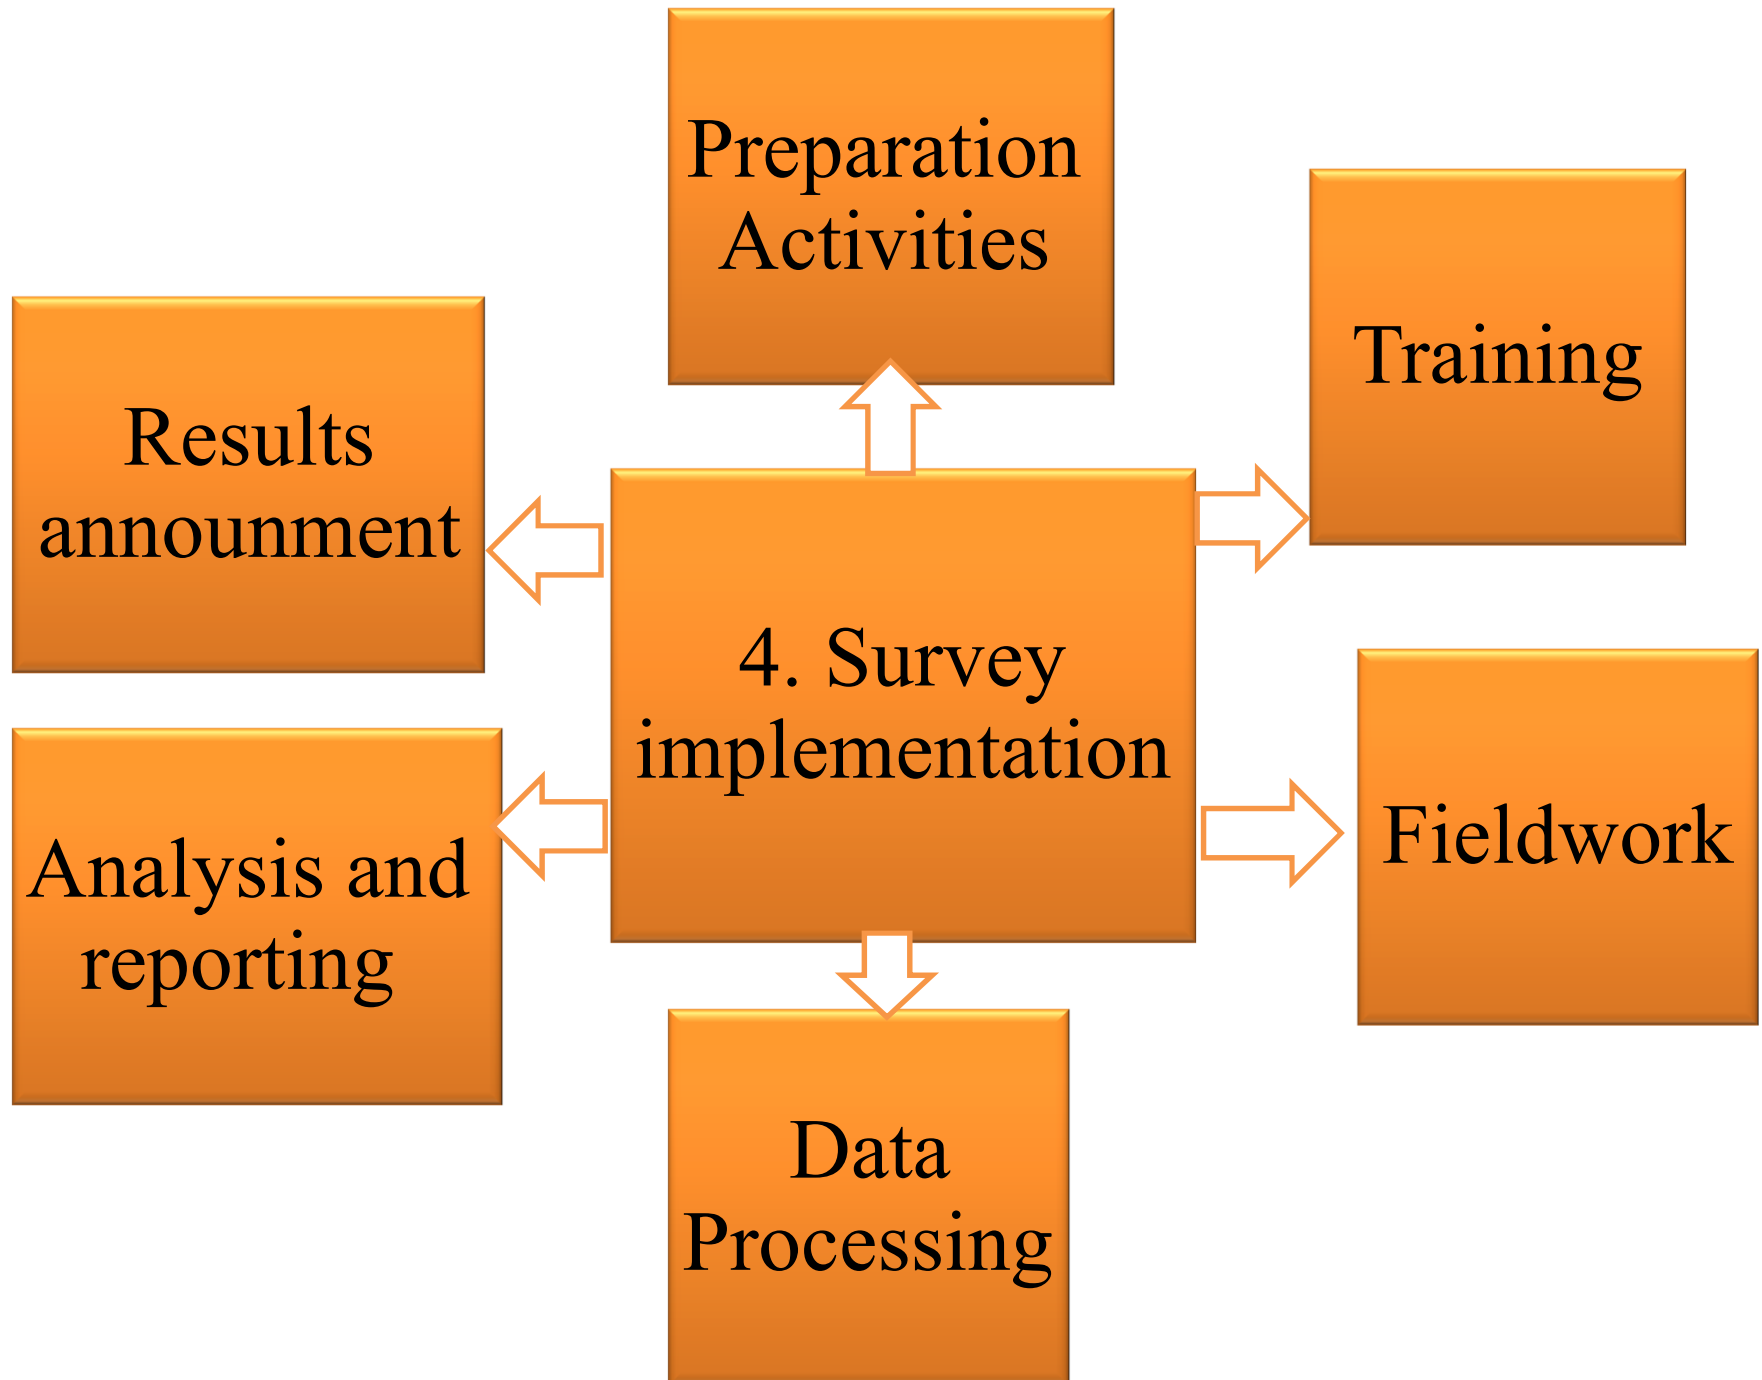 Preparation
Activities
Training
Results
announment
4. Survey
implementation
Fieldwork
Analysis and
reporting
Data
Processing